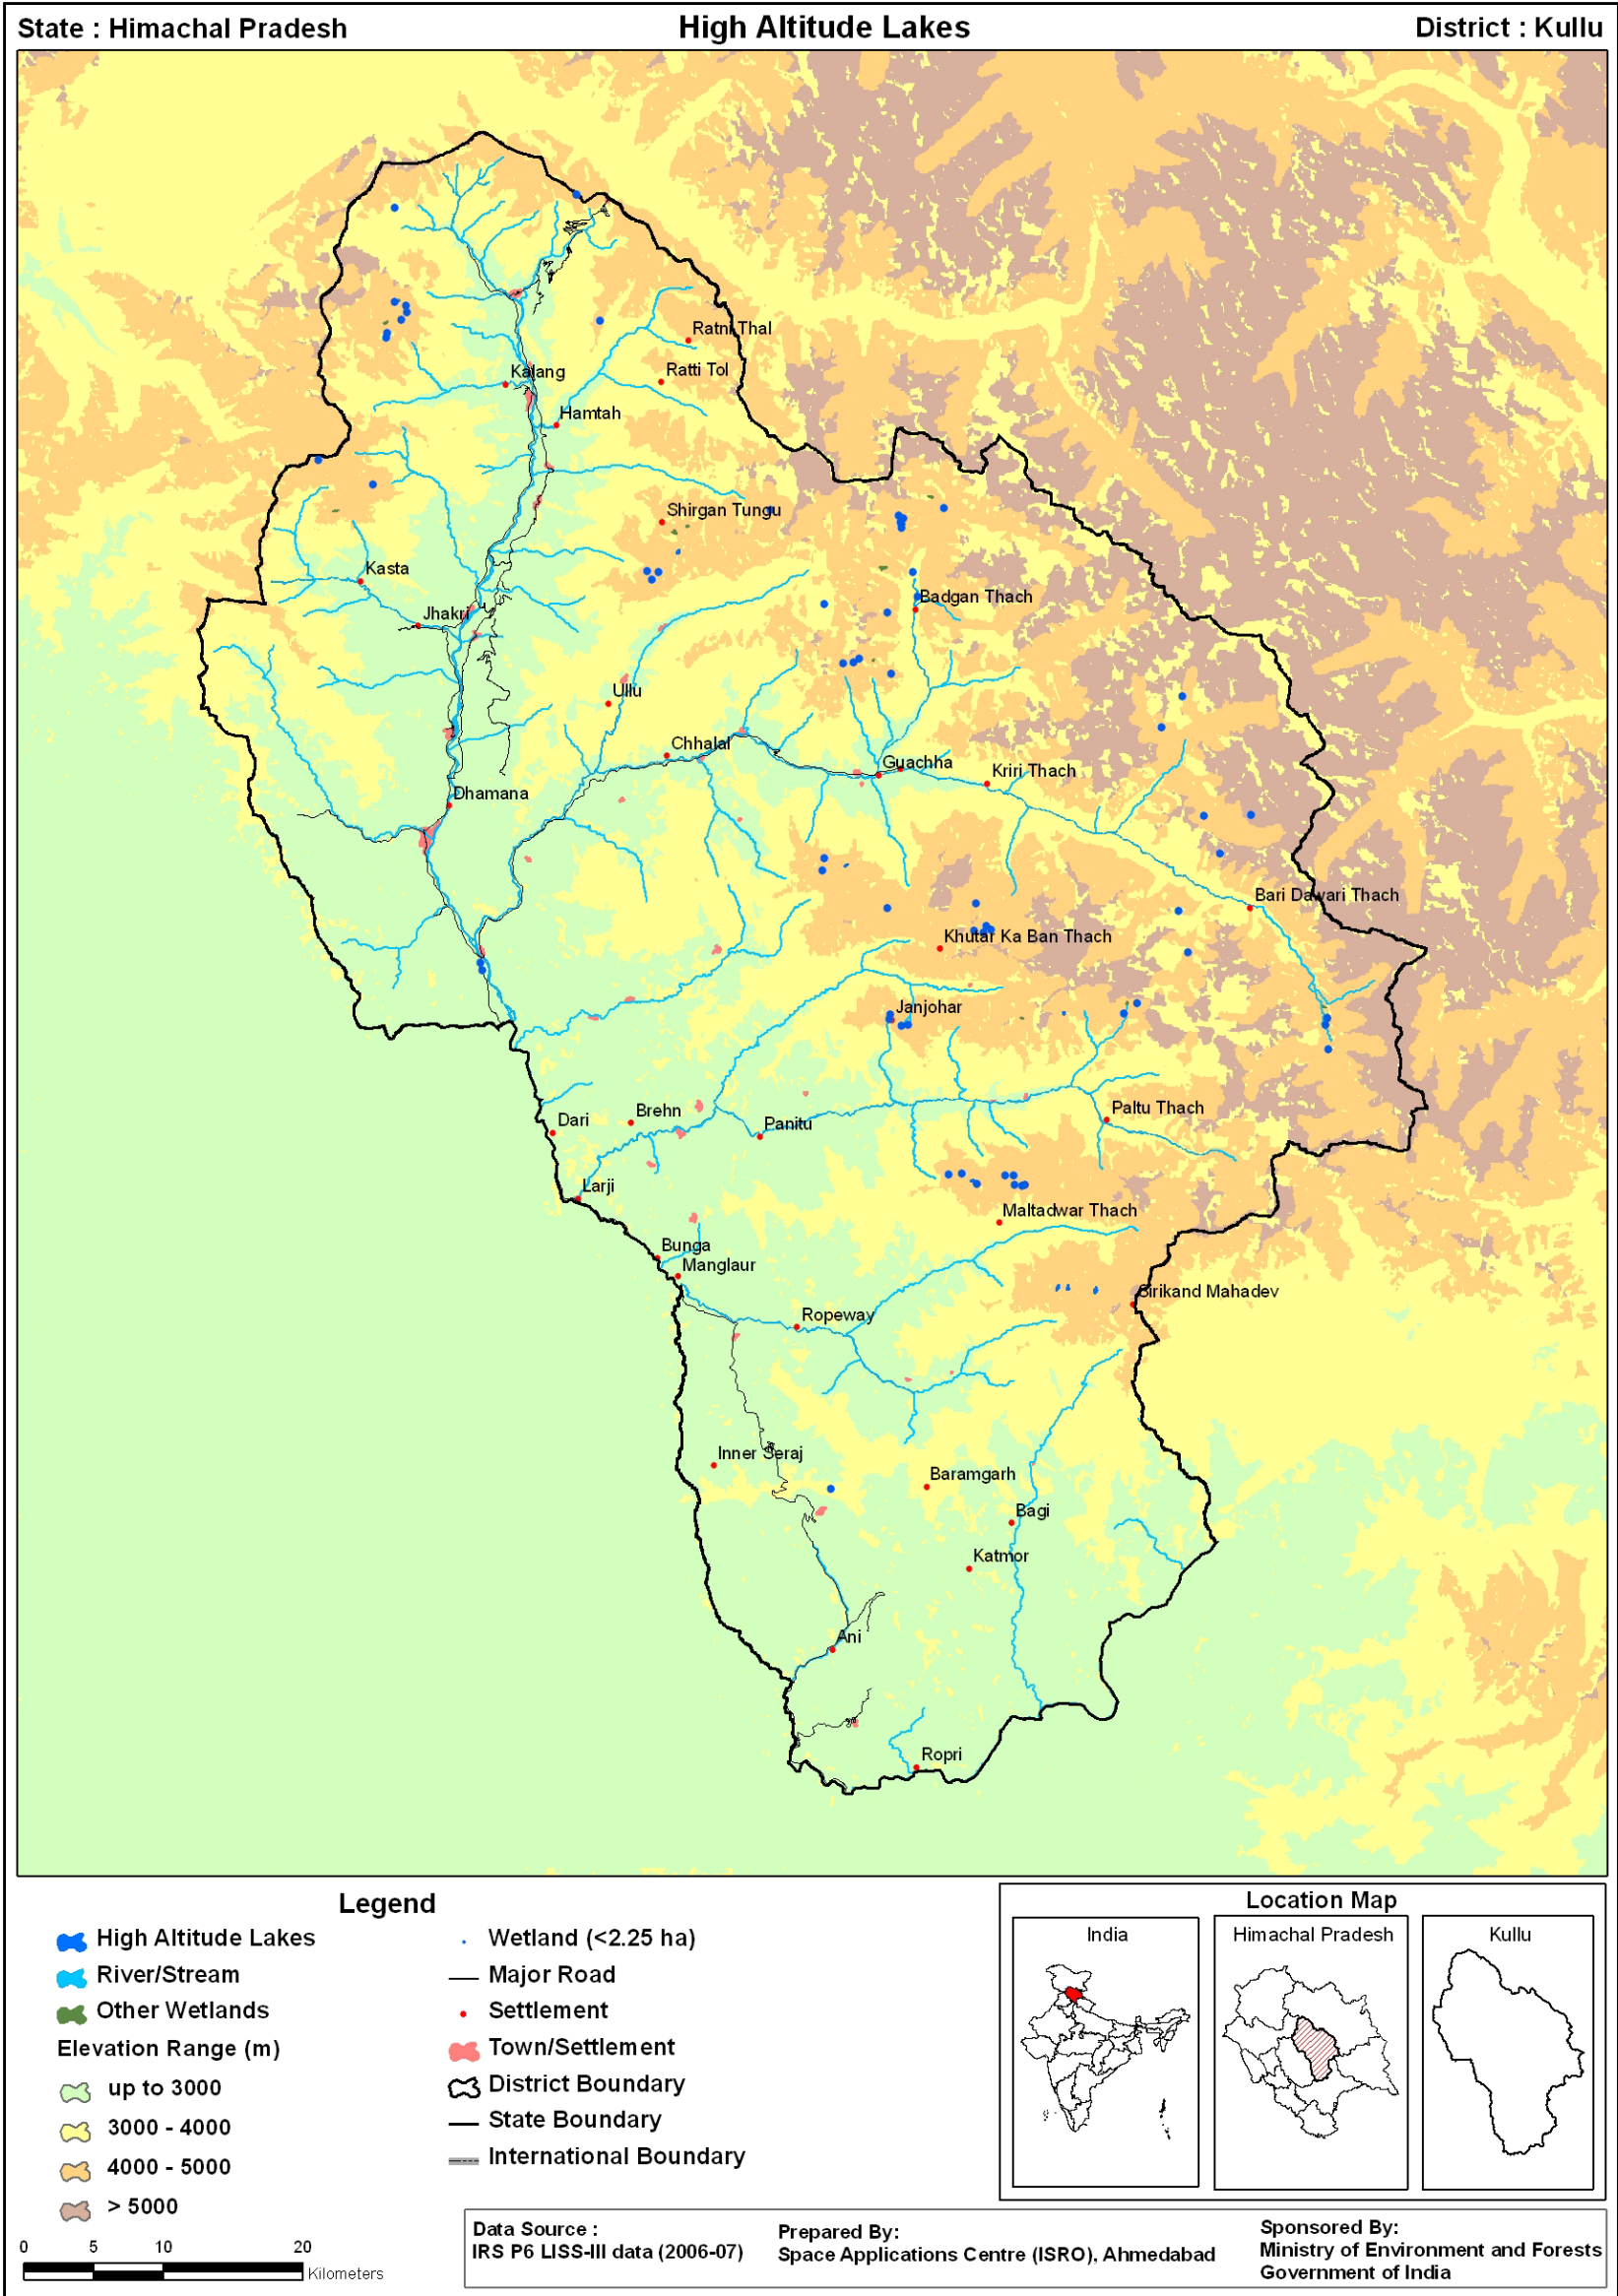 State : Himachal Pradesh
High Altitude Lakes
District : Kullu
Ratni Thal
Kalang
Ratti Tol
Hamtah
Shirgan Tungu
Kasta
Badgan Thach
Jhakri
Ullu
Chhalal
Guachha
Kriri Thach
Dhamana
Bari Dawari Thach
Khutar Ka Ban Thach
Janjohar
Paltu Thach
Brehn
Dari
Panitu
Larji
Maltadwar Thach
Bunga
Manglaur
Sirikand Mahadev
Ropeway
Inner Seraj
Baramgarh
Bagi
Katmor
Ani
Ropri
Legend
High Altitude Lakes
River/Stream
Other Wetlands
Elevation Range (m)
up to 3000
3000 - 4000
4000 - 5000
> 5000
Wetland (<2.25 ha)
Major Road
Settlement
Town/Settlement
District Boundary
State Boundary
International Boundary
0 5 10 20
Kilometers
Location Map
India
Himachal Pradesh
Kullu
Data Source :
IRS P6 LISS-III data (2006-07)
Prepared By:
Space Applications Centre (ISRO), Ahmedabad
Sponsored By:
Ministry of Environment and Forests
Government of India